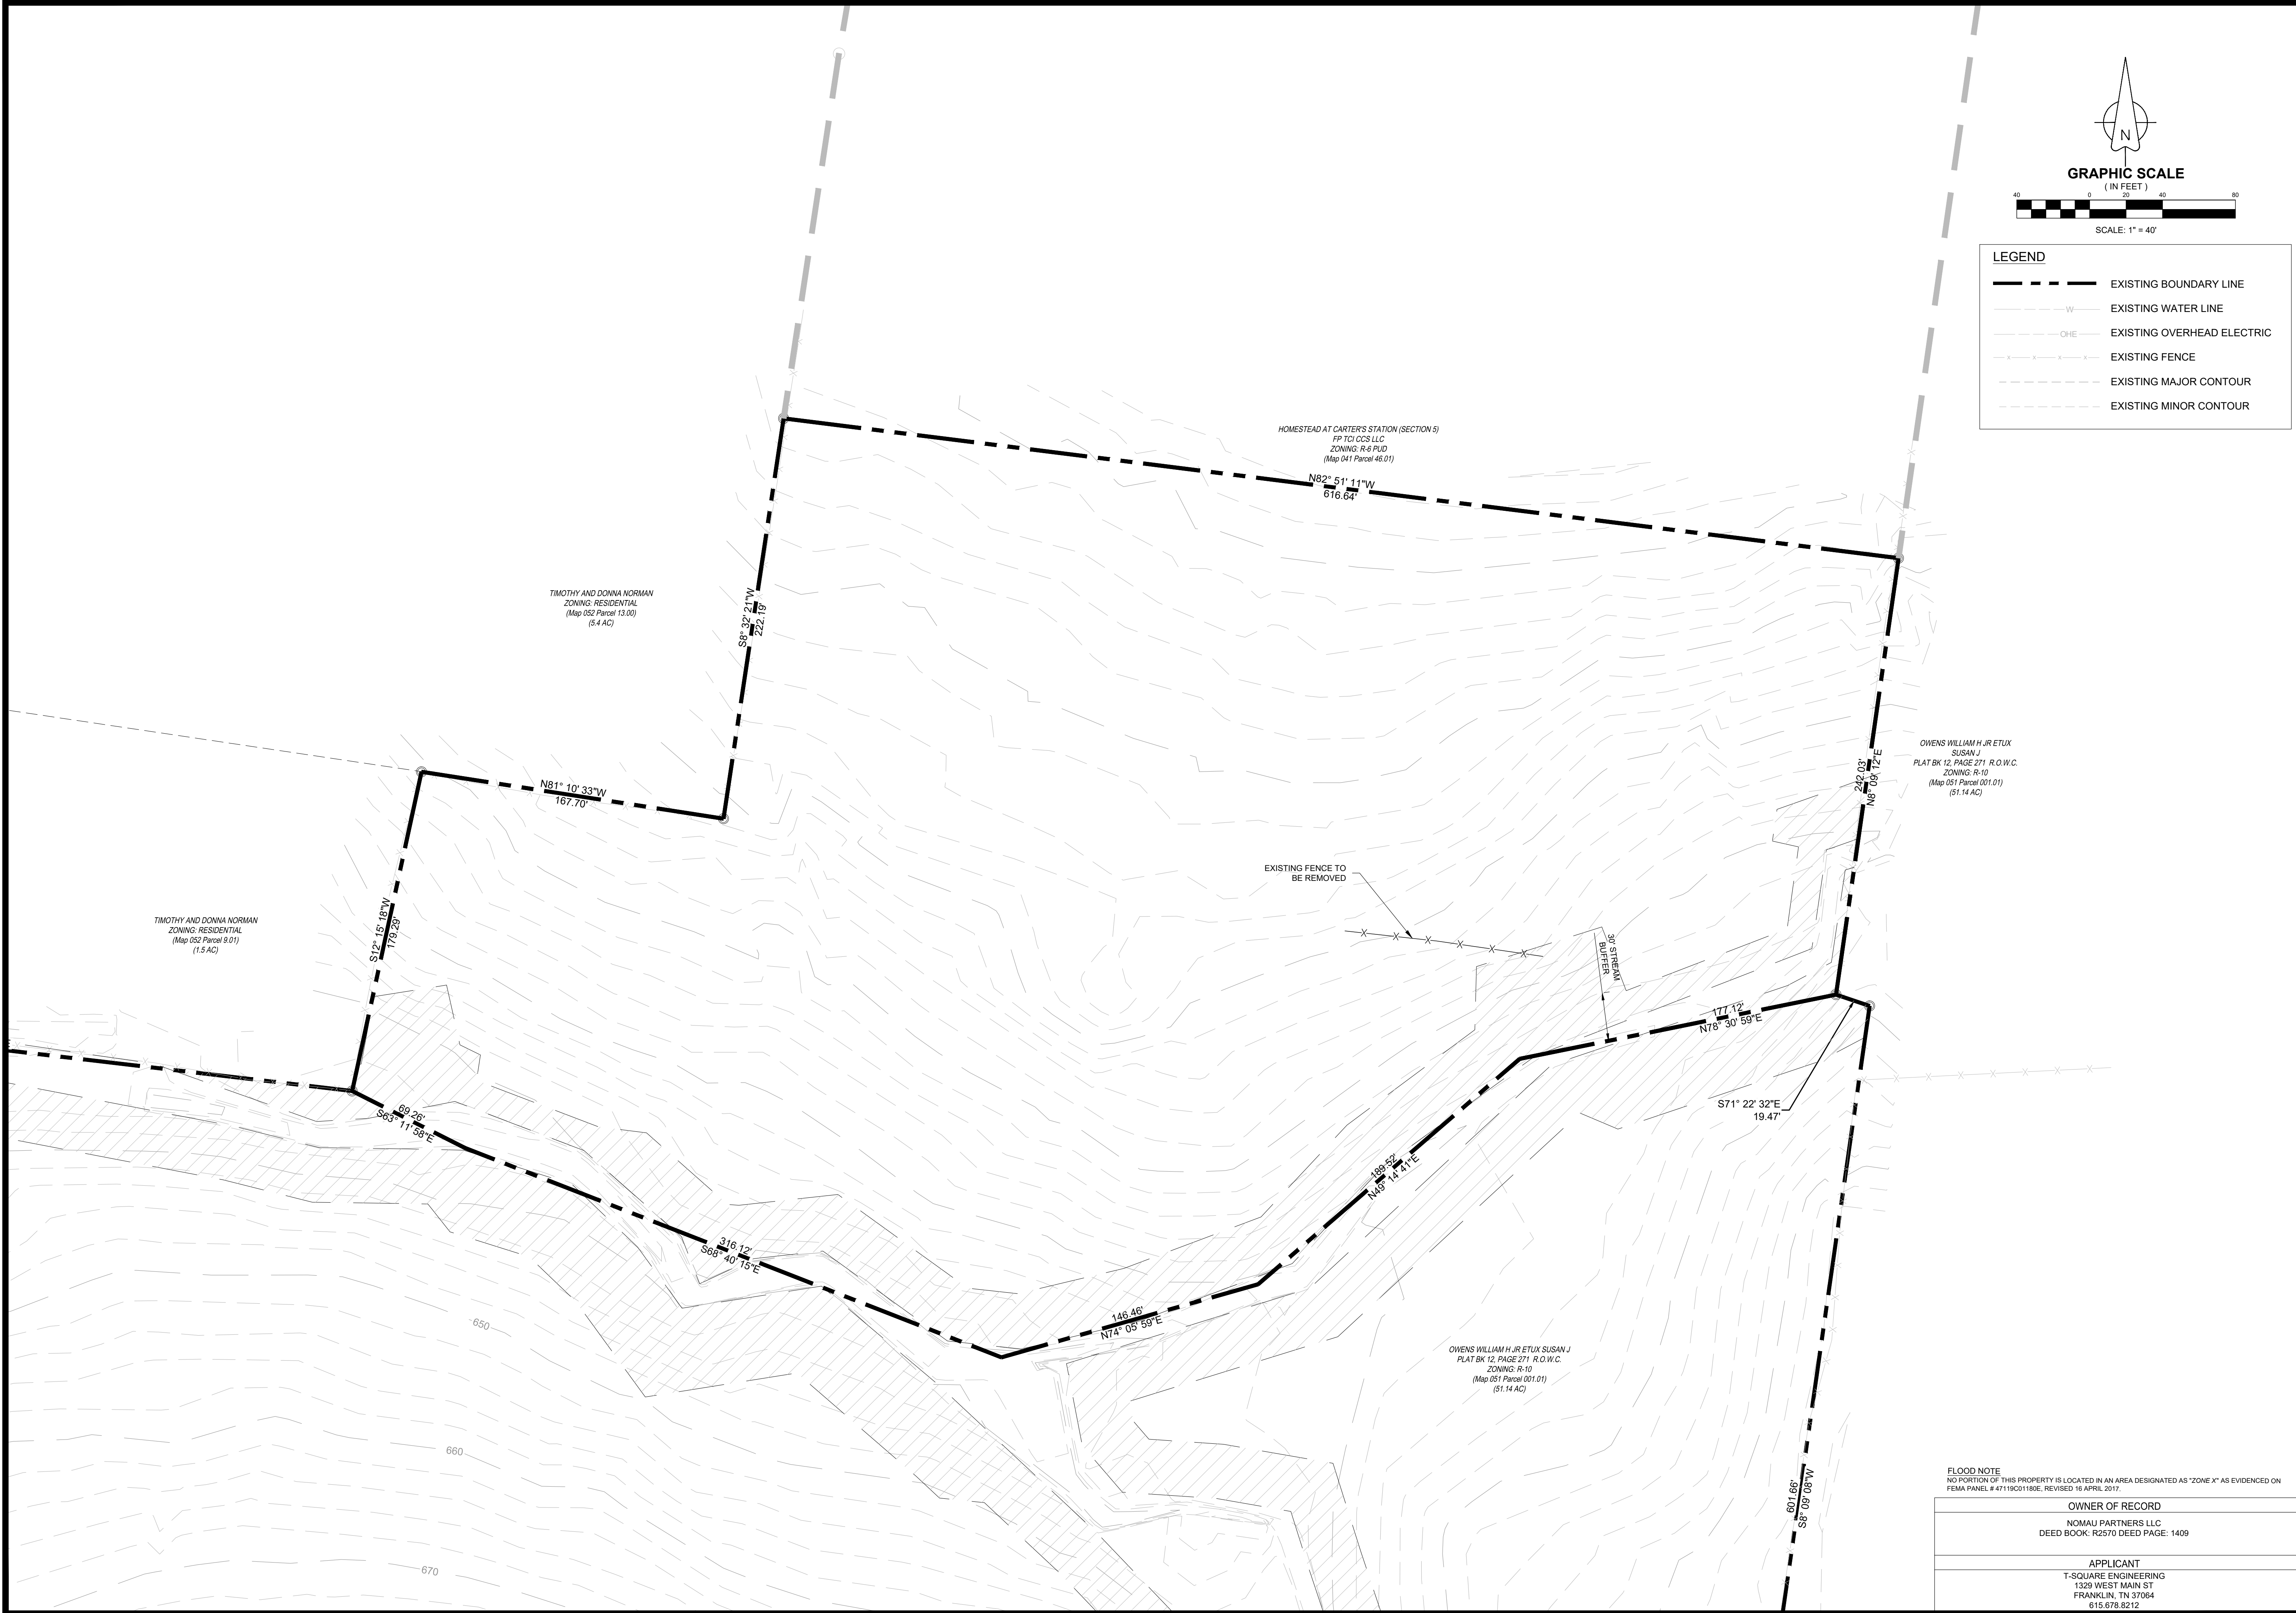 N
GRAPHIC SCALE
( IN FEET )
40 0 20 40 80
SCALE: 1" = 40'
LEGEND
EXISTING BOUNDARY LINE
W
EXISTING WATER LINE
OHE
EXISTING OVERHEAD ELECTRIC
X X X X
EXISTING FENCE
EXISTING MAJOR CONTOUR
EXISTING MINOR CONTOUR
HOMESTEAD AT CARTER'S STATION (SECTION 5)
FP TCI CCS LLC
ZONING: R-6 PUD
(Map 041 Parcel 46.01)
N82° 51' 11"W
616.64'
TIMOTHY AND DONNA NORMAN
ZONING: RESIDENTIAL
(Map 052 Parcel 13.00)
(5.4 AC)
S8° 32' 21"W
222.19'
N81° 10' 33"W
167.70'
OWENS WILLIAM H JR ETUX
SUSAN J
PLAT BK 12, PAGE 271 R.O.W.C.
ZONING: R-10
(Map 051 Parcel 001.01)
(51.14 AC)
242.03'
N8° 09' 12"E
EXISTING FENCE TO
BE REMOVED
X X X X X X
TIMOTHY AND DONNA NORMAN
ZONING: RESIDENTIAL
(Map 052 Parcel 9.01)
(1.5 AC)
S12° 15' 18"W
179.29'
30' STREAM
BUFFER
177.12'
N78° 30' 59"E
S71° 22' 32"E
19.47'
69.26'
S63° 11' 58"E
189.52'
N49° 14' 41"E
316.12'
S68° 40' 15"E
146.46'
N74° 05' 59"E
650
OWENS WILLIAM H JR ETUX SUSAN J
PLAT BK 12, PAGE 271 R.O.W.C.
ZONING: R-10
(Map 051 Parcel 001.01)
(51.14 AC)
660
670
601.66'
S8° 09' 08"W
FLOOD NOTE
NO PORTION OF THIS PROPERTY IS LOCATED IN AN AREA DESIGNATED AS "ZONE X" AS EVIDENCED ON
FEMA PANEL # 47119C01180E, REVISED 16 APRIL 2017.
OWNER OF RECORD
NOMAU PARTNERS LLC
DEED BOOK: R2570 DEED PAGE: 1409
APPLICANT
T-SQUARE ENGINEERING
1329 WEST MAIN ST
FRANKLIN, TN 37064
615.678.8212